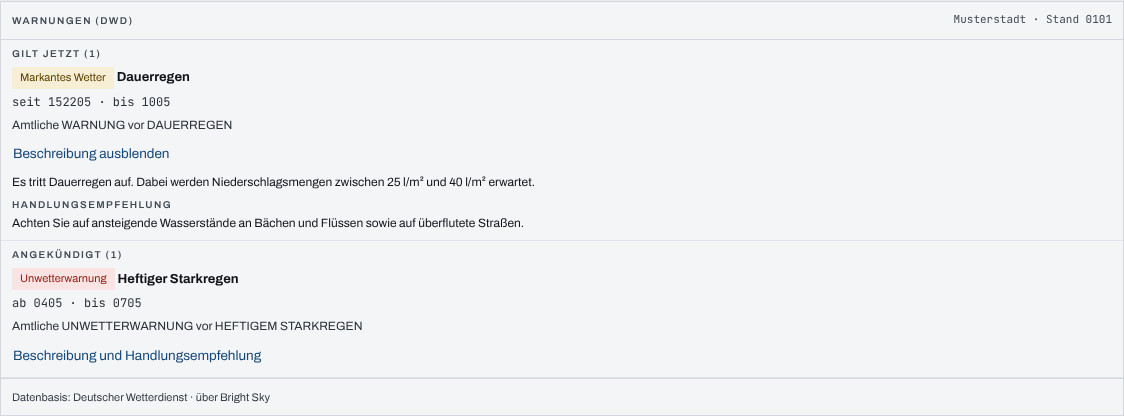 WARNUNGEN (DWD)
Musterstadt · Stand 0101
GILT JETZT (1)
Markantes Wetter Dauerregen
seit 152205 · bis 1005
Amtliche WARNUNG vor DAUERREGEN
Beschreibung ausblenden
Es tritt Dauerregen auf. Dabei werden Niederschlagsmengen zwischen 25 l/m² und 40 l/m² erwartet.
HANDLUNGSEMPFEHLUNG
Achten Sie auf ansteigende Wasserstände an Bächen und Flüssen sowie auf überflutete Straßen.
ANGEKÜNDIGT (1)
Unwetterwarnung Heftiger Starkregen
ab 0405 · bis 0705
Amtliche UNWETTERWARNUNG vor HEFTIGEM STARKREGEN
Beschreibung und Handlungsempfehlung
Datenbasis: Deutscher Wetterdienst · über Bright Sky